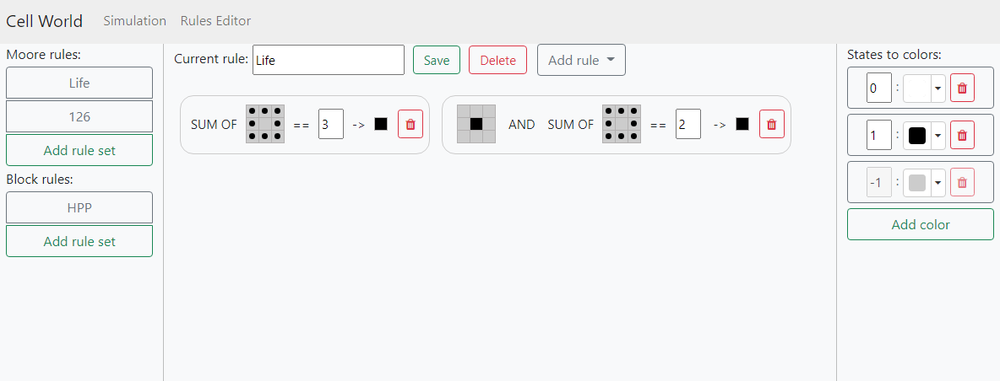 Cell World Simulation Rules Editor
Moore rules:
Life
126
Add rule set
Block rules:
HPP
Add rule set
Current rule: Life Save Delete Add rule
SUM OF == 3 -> AND SUM OF == 2 ->
States to colors:
0 :
1 :
-1 :
Add color